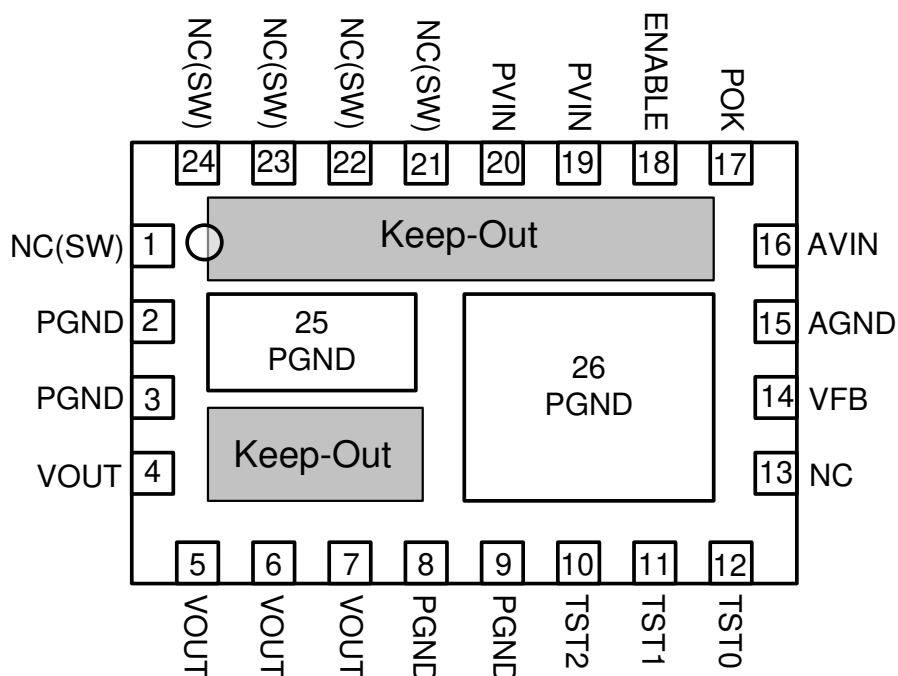 NC(SW)
NC(SW)
NC(SW)
NC(SW)
PVIN
PVIN
ENABLE
POK
24
23
22
21
20
19
18
17
NC(SW)
1
Keep-Out
16
AVIN
PGND
2
25
PGND
26
PGND
15
AGND
PGND
3
14
VFB
VOUT
4
Keep-Out
13
NC
5
6
7
8
9
10
11
12
VOUT
VOUT
VOUT
PGND
PGND
TST2
TST1
TST0